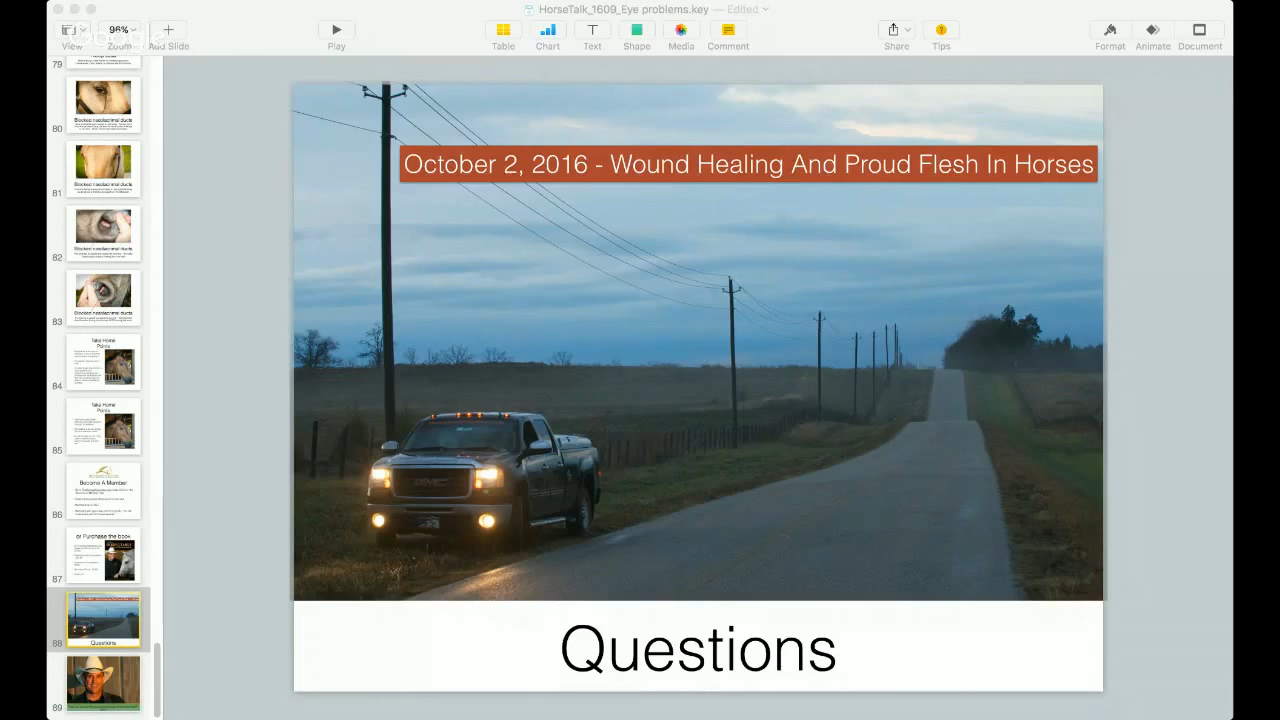 HorseTalk_1609_Eye problems.key — Edited
96%
View
Zoom
Add Slide
Play
Table
Chart
Text
Shape
Media
Comment
Share
Tips
Format
Animate
Document
Google
79
80
Blocked nasolacrimal ducts
81
Blocked nasolacrimal ducts
82
Blocked nasolacrimal ducts
83
Blocked nasolacrimal ducts
84
Take Home
Points
85
Take Home
Points
86
Become A Member
87
or Purchase the book
88
Questions
89
October 2, 2016 - Wound Healing And Proud Flesh In Horses
Questions